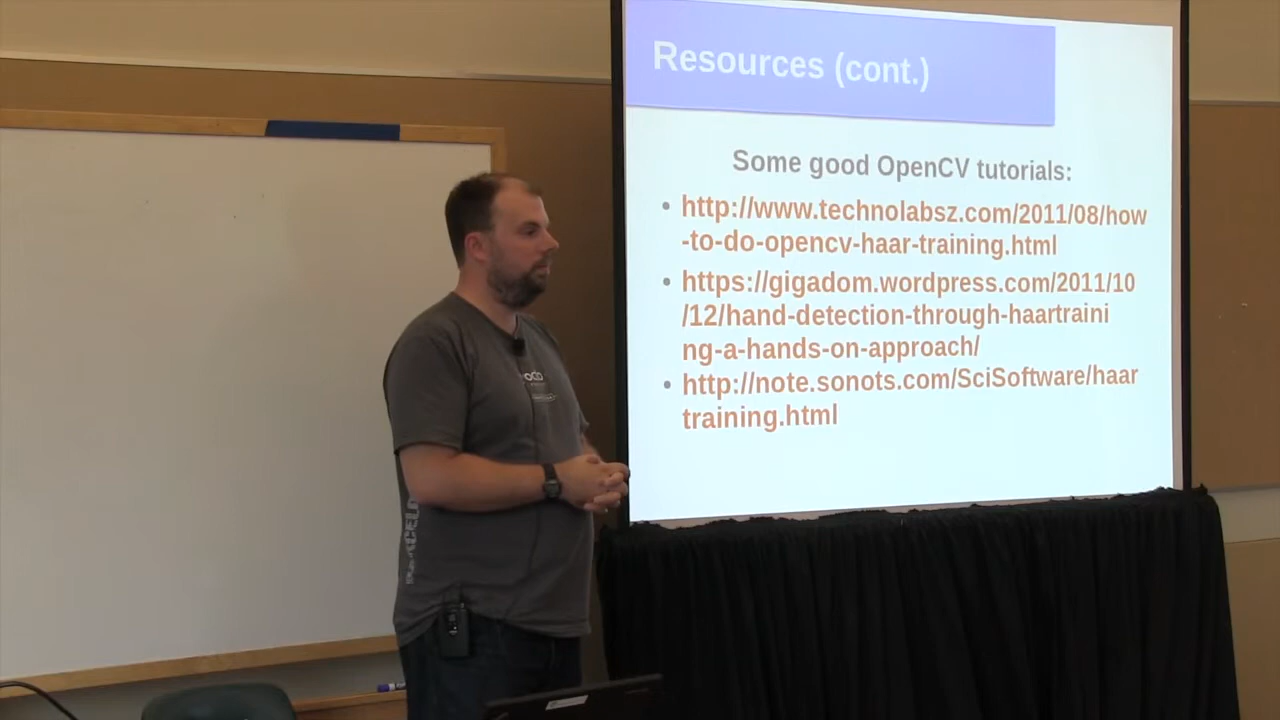 Resources (cont.)
Some good OpenCV tutorials:
• http://www.technolabsz.com/2011/08/how
-to-do-opencv-haar-training.html
• https://gigadom.wordpress.com/2011/10
/12/hand-detection-through-haartraini
ng-a-hands-on-approach/
• http://note.sonots.com/SciSoftware/haar
training.html